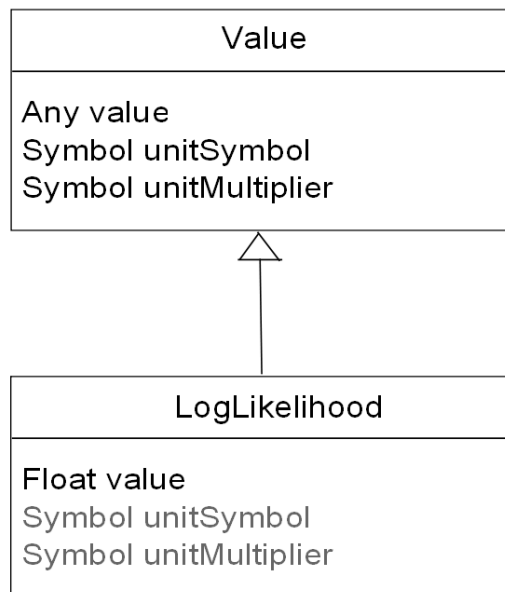 Value
Any value
Symbol unitSymbol
Symbol unitMultiplier
LogLikelihood
Float value
Symbol unitSymbol
Symbol unitMultiplier